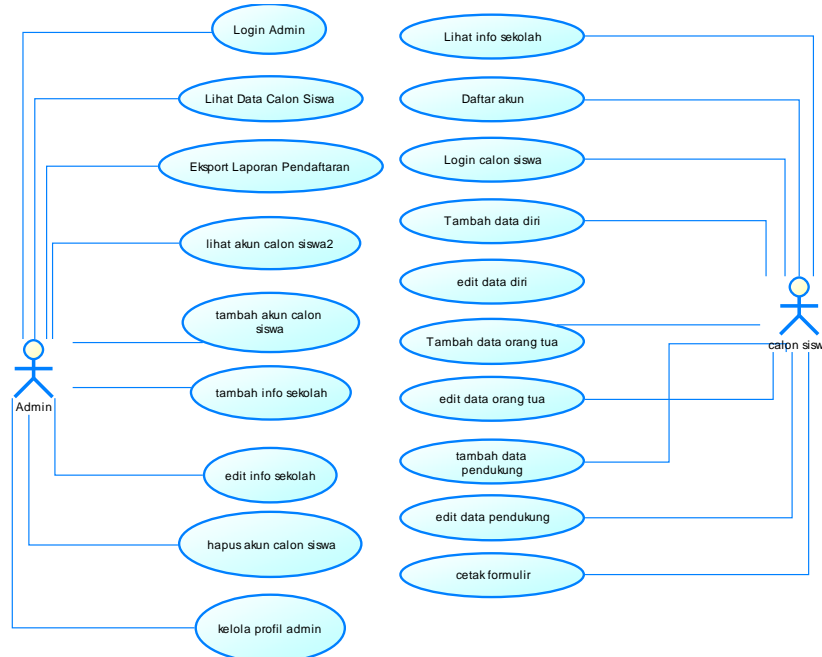 Login Admin
Lihat Data Calon Siswa
Eksport Laporan Pendaftaran
lihat akun calon siswa2
tambah akun calon
siswa
tambah info sekolah
edit info sekolah
hapus akun calon siswa
kelola profil admin
Admin
Lihat info sekolah
Daftar akun
Login calon siswa
Tambah data diri
edit data diri
Tambah data orang tua
edit data orang tua
tambah data
pendukung
edit data pendukung
cetak formulir
calon sisw